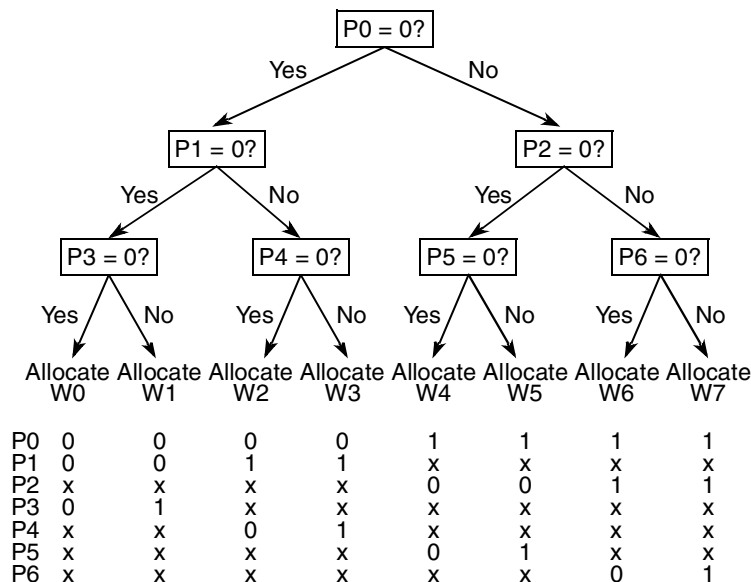 P0 = 0?
Yes No
P1 = 0? P2 = 0?
Yes No Yes No
P3 = 0? P4 = 0? P5 = 0? P6 = 0?
Yes No Yes No Yes No Yes No
Allocate Allocate Allocate Allocate Allocate Allocate Allocate Allocate
W0 W1 W2 W3 W4 W5 W6 W7
P0 0 0 0 0 1 1 1 1
P1 0 0 1 1 x x x x
P2 x x x x 0 0 1 1
P3 0 1 x x x x x x
P4 x x 0 1 x x x x
P5 x x x x 0 1 x x
P6 x x x x x x 0 1